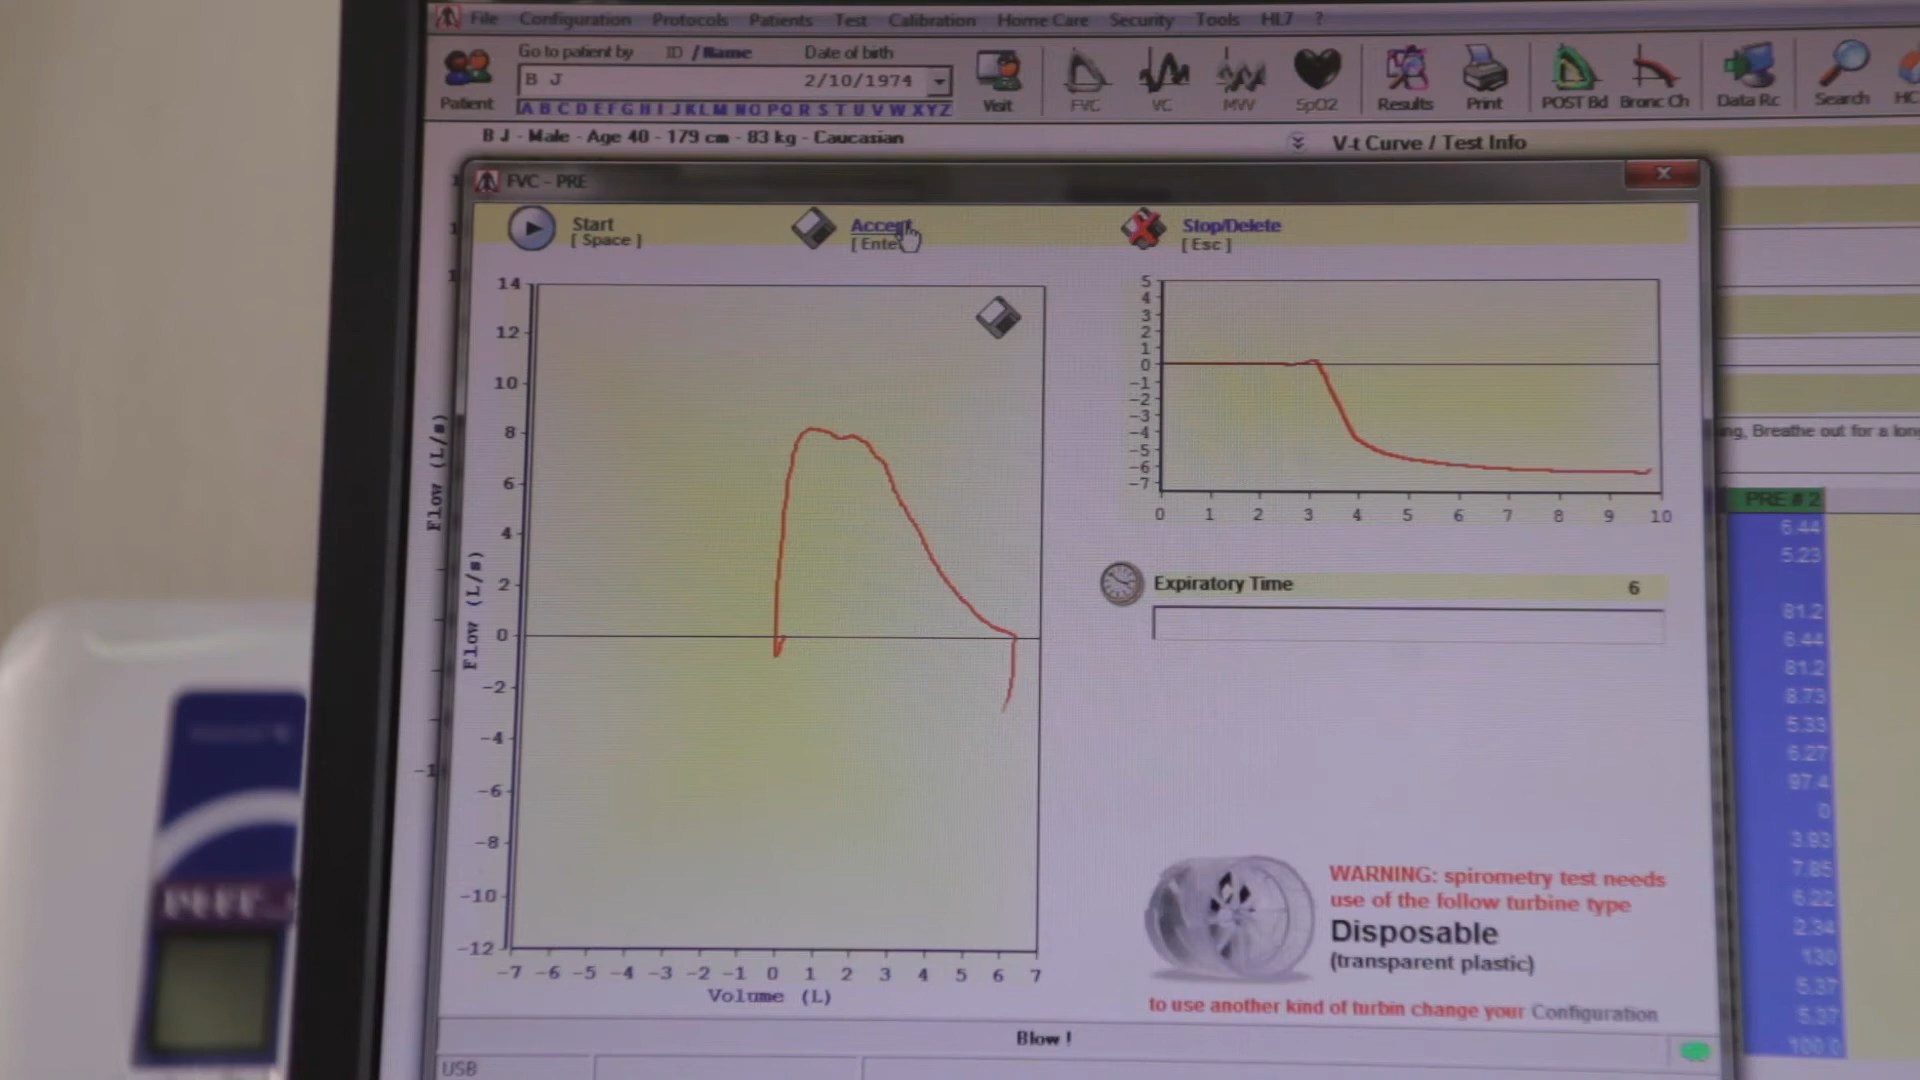 File Configuration Protocols Patients Test Calibration Home Care Security Tools HL7 ?
Go to patient by ID / Name Date of birth
B J 2/10/1974
A B C D E F G H I J K L M N O P Q R S T U V W X Y Z
Patient Visit FVC VC MVV SpO2 Results Print POST Bd Bronc Ch Data Rc Search
B J - Male - Age 40 - 179 cm - 83 kg - Caucasian
V-t Curve / Test Info
FVC - PRE
Start
[ Space ]
Accept
[ Enter
Stop/Delete
[ Esc ]
14
12
10
8
6
4
2
0
-2
-4
-6
-8
-10
-12
Flow (L/s)
Flow (L/s)
-7 -6 -5 -4 -3 -2 -1 0 1 2 3 4 5 6 7
Volume (L)
5
4
3
2
1
0
-1
-2
-3
-4
-5
-6
-7
0 1 2 3 4 5 6 7 8 9 10
Expiratory Time 6
WARNING: spirometry test needs
use of the follow turbine type
Disposable
(transparent plastic)
to use another kind of turbin change your Configuration
Blow !
USB
Breathe out for a
PRE # 2
6.44
5.23
81.2
6.44
81.2
8.73
5.33
6.27
97.4
0
3.93
7.85
6.22
2.34
130
5.37
5.37
100.0